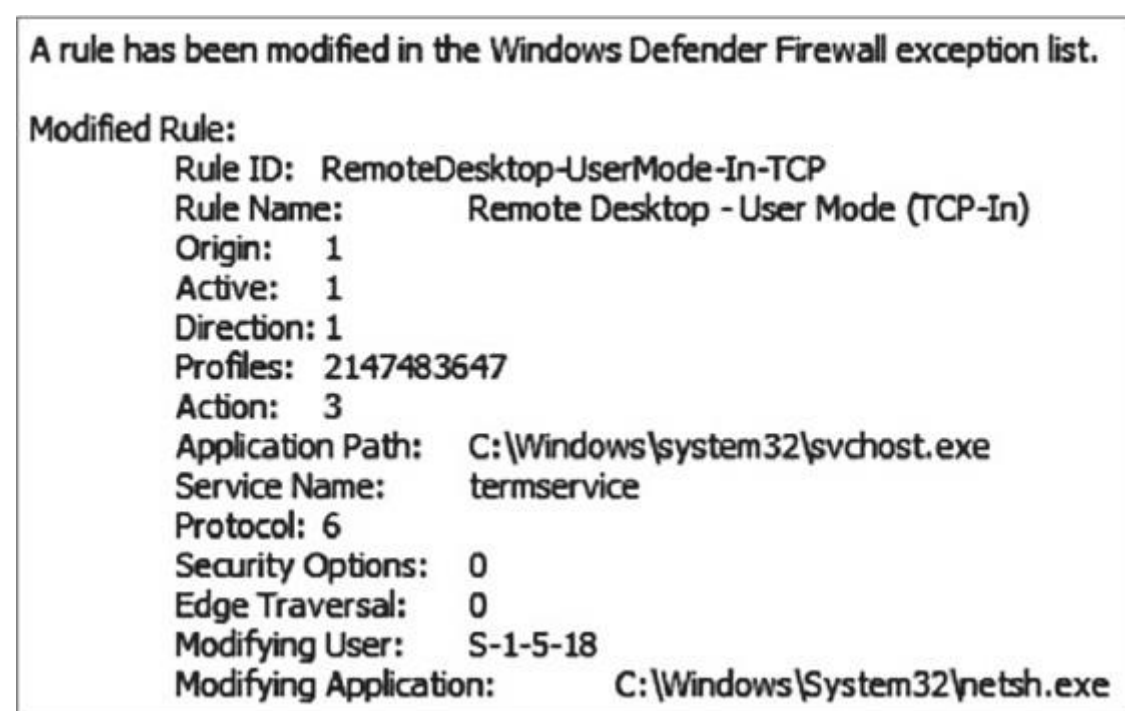 A rule has been modified in the Windows Defender Firewall exception list.
Modified Rule:
Rule ID: RemoteDesktop-UserMode-In-TCP
Rule Name: Remote Desktop - User Mode (TCP-In)
Origin: 1
Active: 1
Direction: 1
Profiles: 2147483647
Action: 3
Application Path: C:\Windows\system32\svchost.exe
Service Name: termservice
Protocol: 6
Security Options: 0
Edge Traversal: 0
Modifying User: S-1-5-18
Modifying Application: C:\Windows\System32\netsh.exe